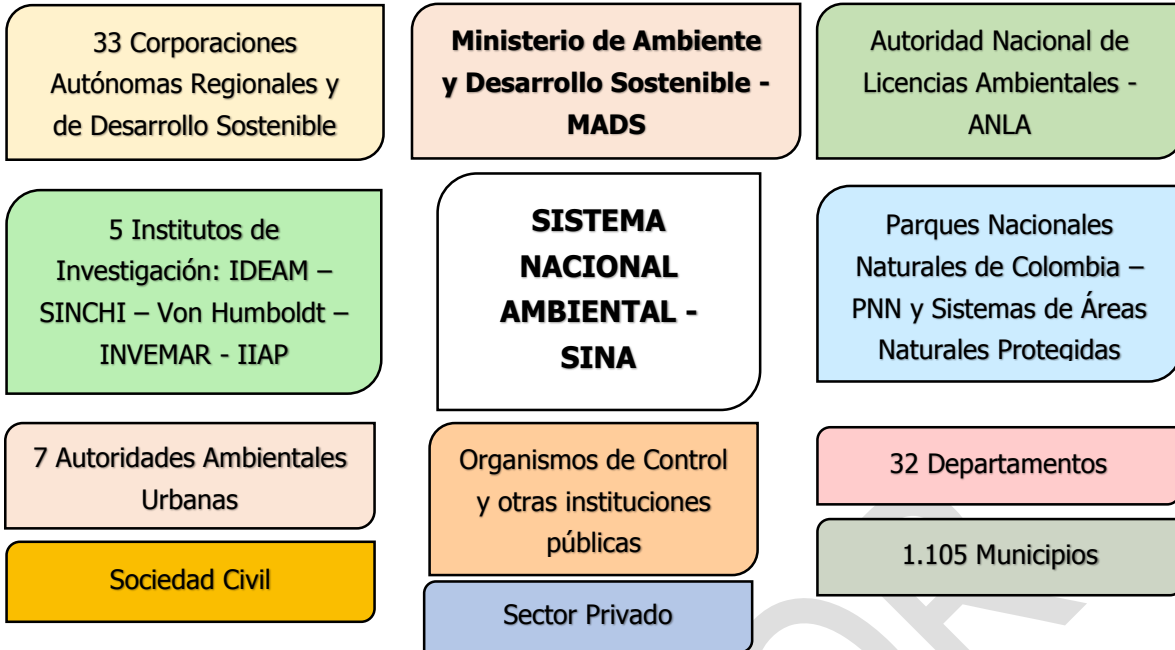 33 Corporaciones
Autónomas Regionales y
de Desarrollo Sostenible
Ministerio de Ambiente
y Desarrollo Sostenible -
MADS
Autoridad Nacional de
Licencias Ambientales -
ANLA
5 Institutos de
Investigación: IDEAM –
SINCHI – Von Humboldt –
INVEMAR - IIAP
SISTEMA
NACIONAL
AMBIENTAL -
SINA
Parques Nacionales
Naturales de Colombia –
PNN y Sistemas de Áreas
Naturales Protegidas
7 Autoridades Ambientales
Urbanas
Organismos de Control
y otras instituciones
públicas
32 Departamentos
Sociedad Civil
1.105 Municipios
Sector Privado